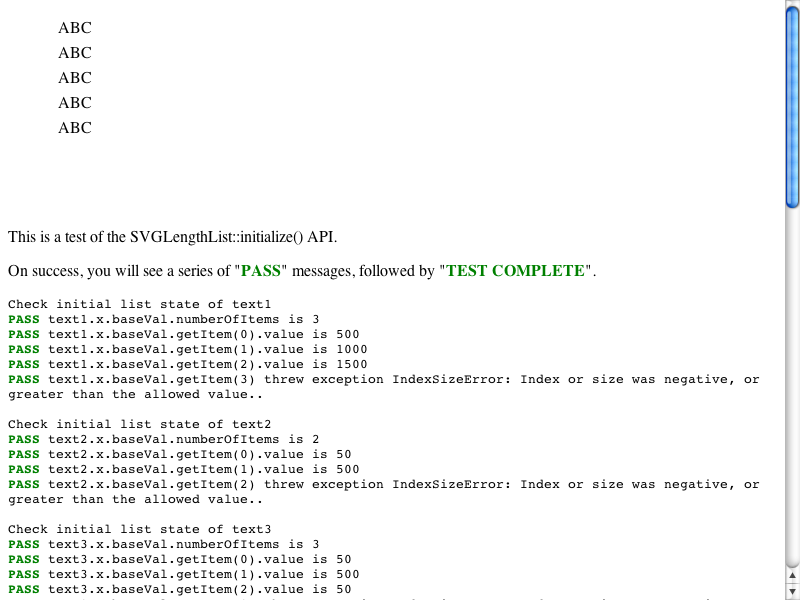 ABC
ABC
ABC
ABC
ABC
This is a test of the SVGLengthList::initialize() API.
On success, you will see a series of "PASS" messages, followed by "TEST COMPLETE".
Check initial list state of text1
PASS text1.x.baseVal.numberOfItems is 3
PASS text1.x.baseVal.getItem(0).value is 500
PASS text1.x.baseVal.getItem(1).value is 1000
PASS text1.x.baseVal.getItem(2).value is 1500
PASS text1.x.baseVal.getItem(3) threw exception IndexSizeError: Index or size was negative, or
greater than the allowed value..
Check initial list state of text2
PASS text2.x.baseVal.numberOfItems is 2
PASS text2.x.baseVal.getItem(0).value is 50
PASS text2.x.baseVal.getItem(1).value is 500
PASS text2.x.baseVal.getItem(2) threw exception IndexSizeError: Index or size was negative, or
greater than the allowed value..
Check initial list state of text3
PASS text3.x.baseVal.numberOfItems is 3
PASS text3.x.baseVal.getItem(0).value is 50
PASS text3.x.baseVal.getItem(1).value is 500
PASS text3.x.baseVal.getItem(2).value is 50